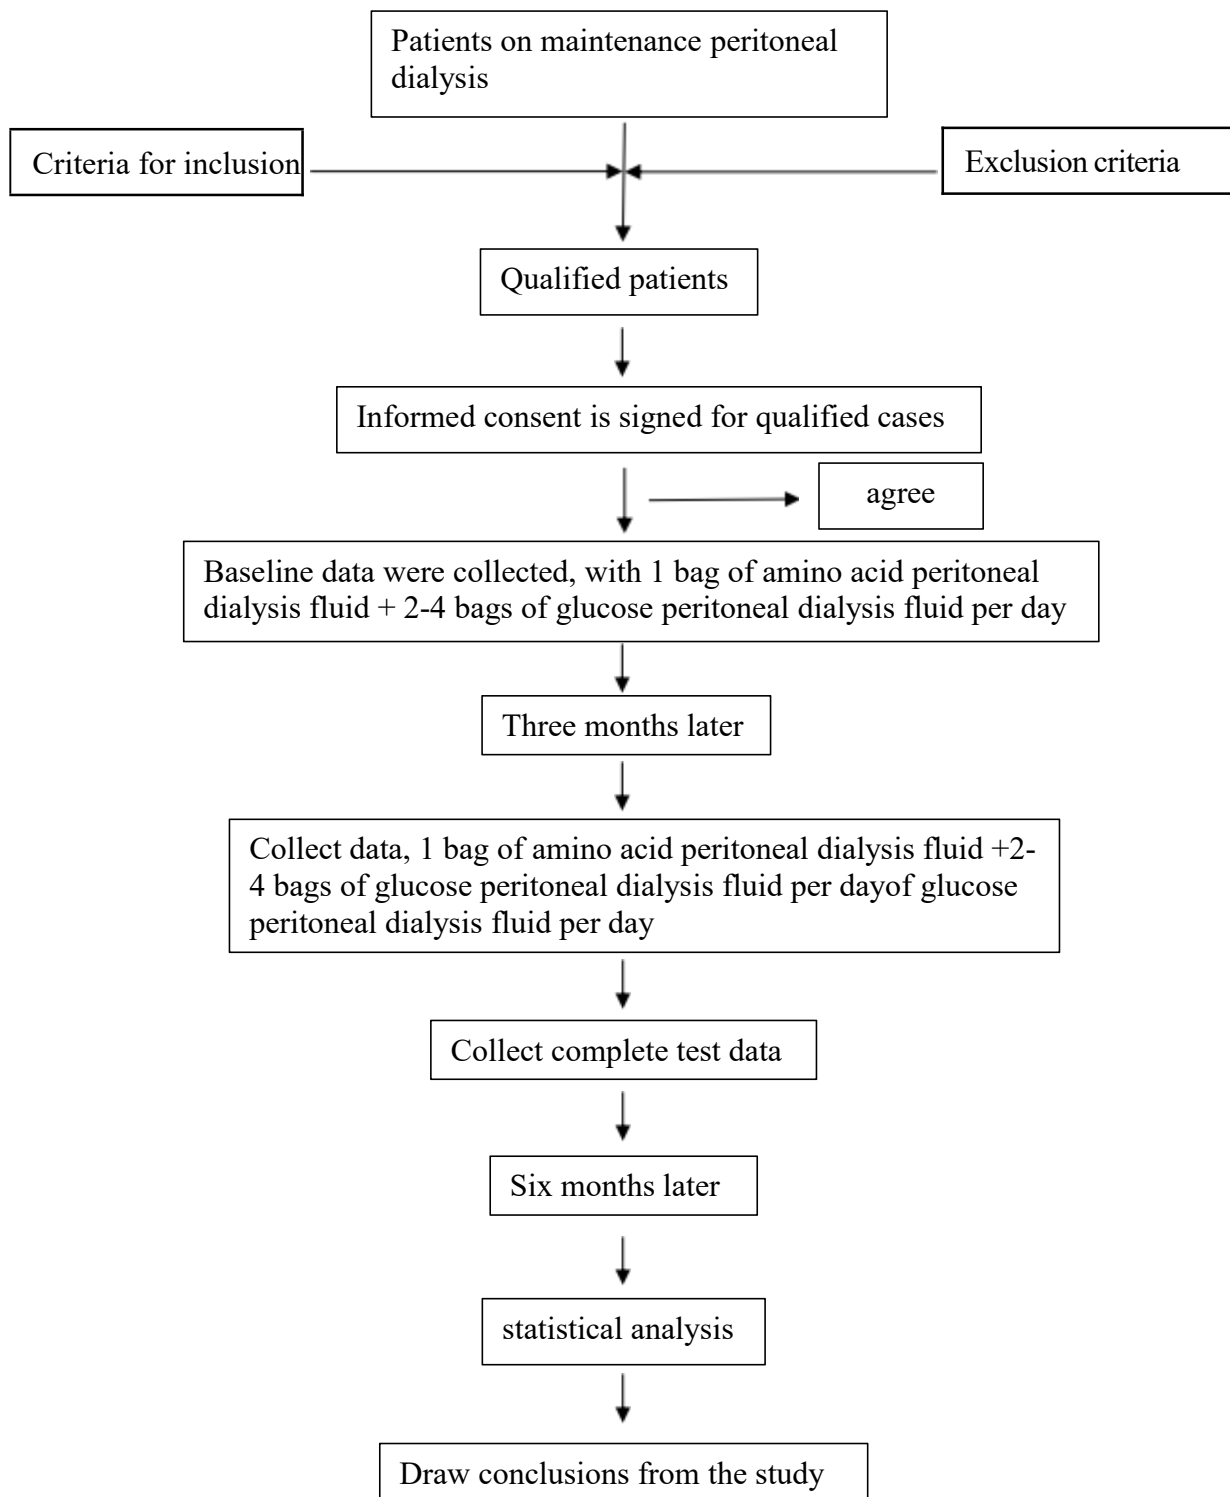 Patients on maintenance peritoneal
dialysis
Criteria for inclusion
Exclusion criteria
Qualified patients
Informed consent is signed for qualified cases
agree
Baseline data were collected, with 1 bag of amino acid peritoneal
dialysis fluid + 2-4 bags of glucose peritoneal dialysis fluid per day
Three months later
Collect data, 1 bag of amino acid peritoneal dialysis fluid +2-
4 bags of glucose peritoneal dialysis fluid per dayof glucose
peritoneal dialysis fluid per day
Collect complete test data
Six months later
statistical analysis
Draw conclusions from the study